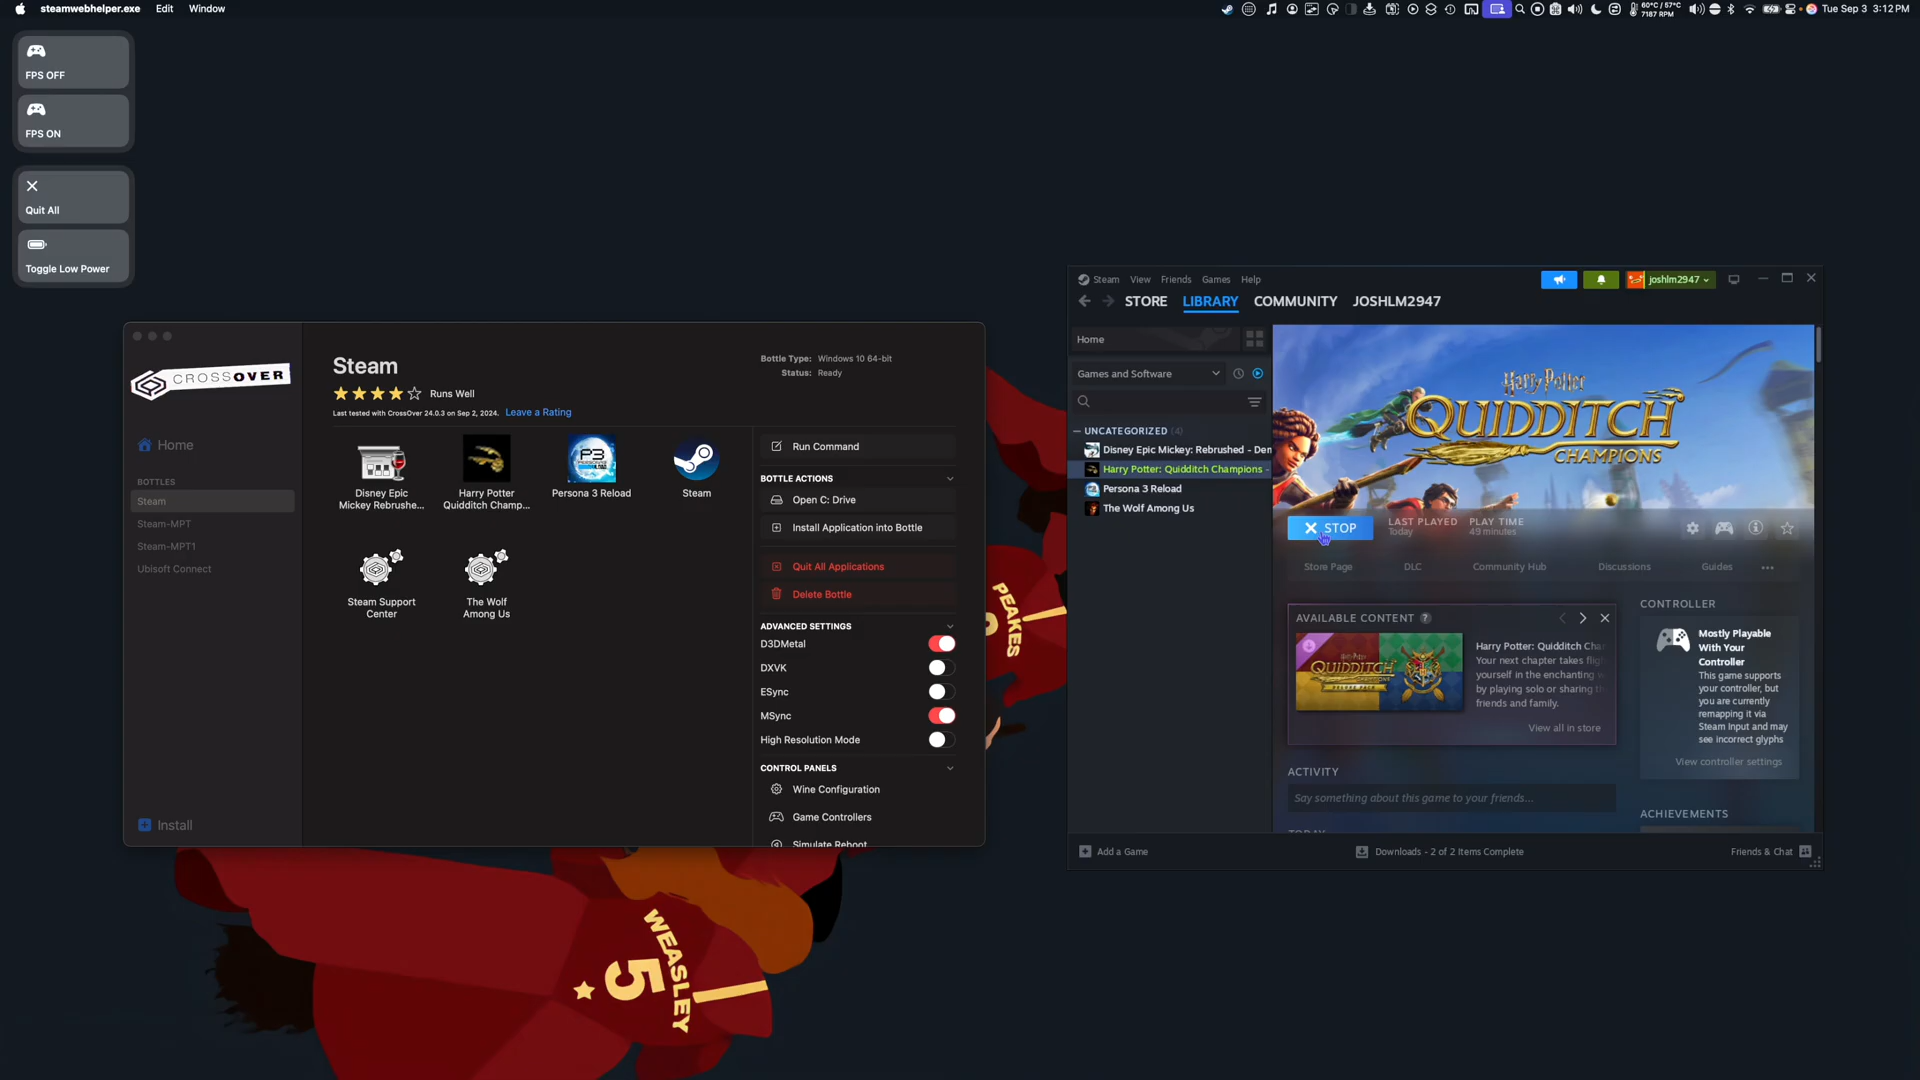 steamwebhelper.exe Edit Window
60°C / 57°C
7187 RPM
Tue Sep 3 3:12 PM
FPS OFF
FPS ON
Quit All
Toggle Low Power
CROSSOVER
Home
BOTTLES
Steam
Steam-MPT
Steam-MPT1
Ubisoft Connect
Install
Steam
Runs Well
Last tested with CrossOver 24.0.3 on Sep 2, 2024. Leave a Rating
Bottle Type: Windows 10 64-bit
Status: Ready
Disney Epic
Mickey Rebrushe...
Harry Potter
Quidditch Champ...
P3
RELOAD
Persona 3 Reload
Steam
Steam Support
Center
The Wolf
Among Us
Run Command
BOTTLE ACTIONS
Open C: Drive
Install Application into Bottle
Quit All Applications
Delete Bottle
ADVANCED SETTINGS
D3DMetal
DXVK
ESync
MSync
High Resolution Mode
CONTROL PANELS
Wine Configuration
Game Controllers
Simulate Reboot
PEAKES
WEASLEY
5
Steam View Friends Games Help
joshlm2947
STORE LIBRARY COMMUNITY JOSHLM2947
Home
Games and Software
UNCATEGORIZED (4)
Disney Epic Mickey: Rebrushed - Den
Harry Potter: Quidditch Champions -
Persona 3 Reload
The Wolf Among Us
Harry Potter
QUIDDITCH
CHAMPIONS
STOP
LAST PLAYED
Today
PLAY TIME
49 minutes
Store Page DLC Community Hub Discussions Guides
AVAILABLE CONTENT ?
QUIDDITCH
Harry Potter: Quidditch Cha
Your next chapter takes flig
yourself in the enchanting w
by playing solo or sharing th
friends and family.
View all in store
ACTIVITY
Say something about this game to your friends...
TODAY
CONTROLLER
Mostly Playable
With Your
Controller
This game supports
your controller, but
you are currently
remapping it via
Steam Input and may
see incorrect glyphs
View controller settings
ACHIEVEMENTS
Add a Game
Downloads - 2 of 2 Items Complete
Friends & Chat